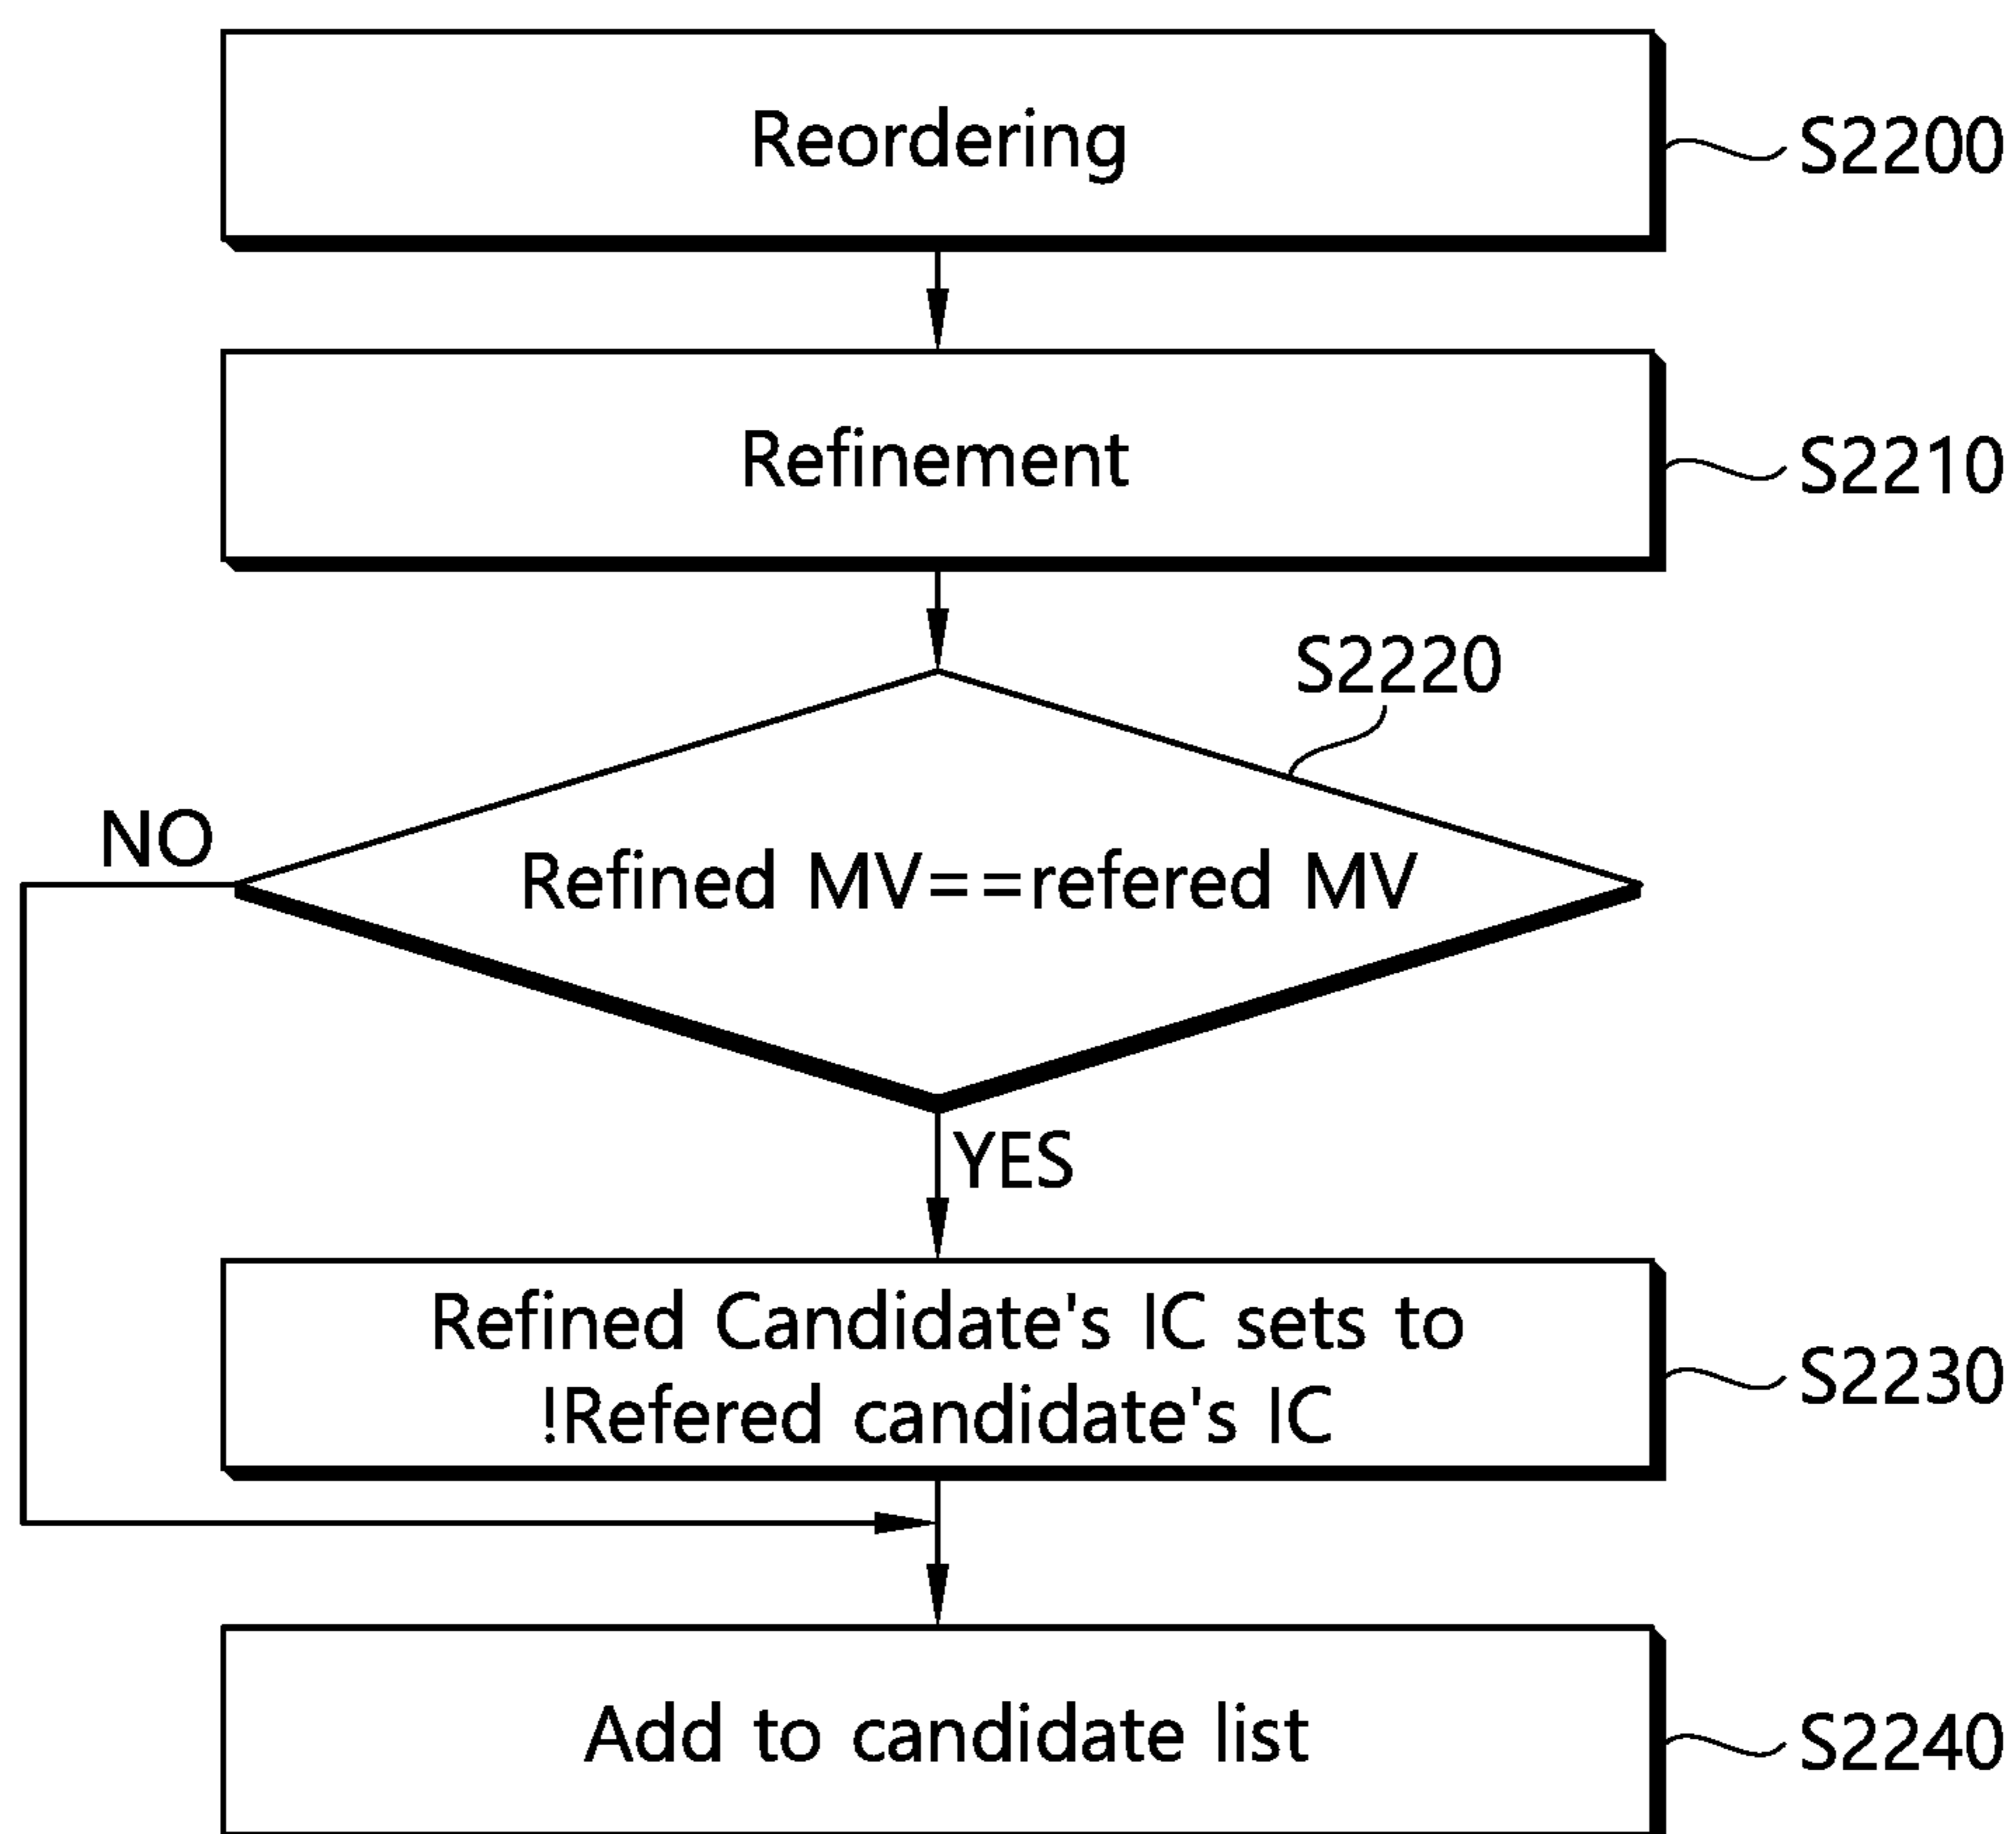 Reordering
S2200
Refinement
S2210
S2220
NO
Refined MV==refered MV
YES
Refined Candidate's IC sets to
!Refered candidate's IC
S2230
Add to candidate list
S2240